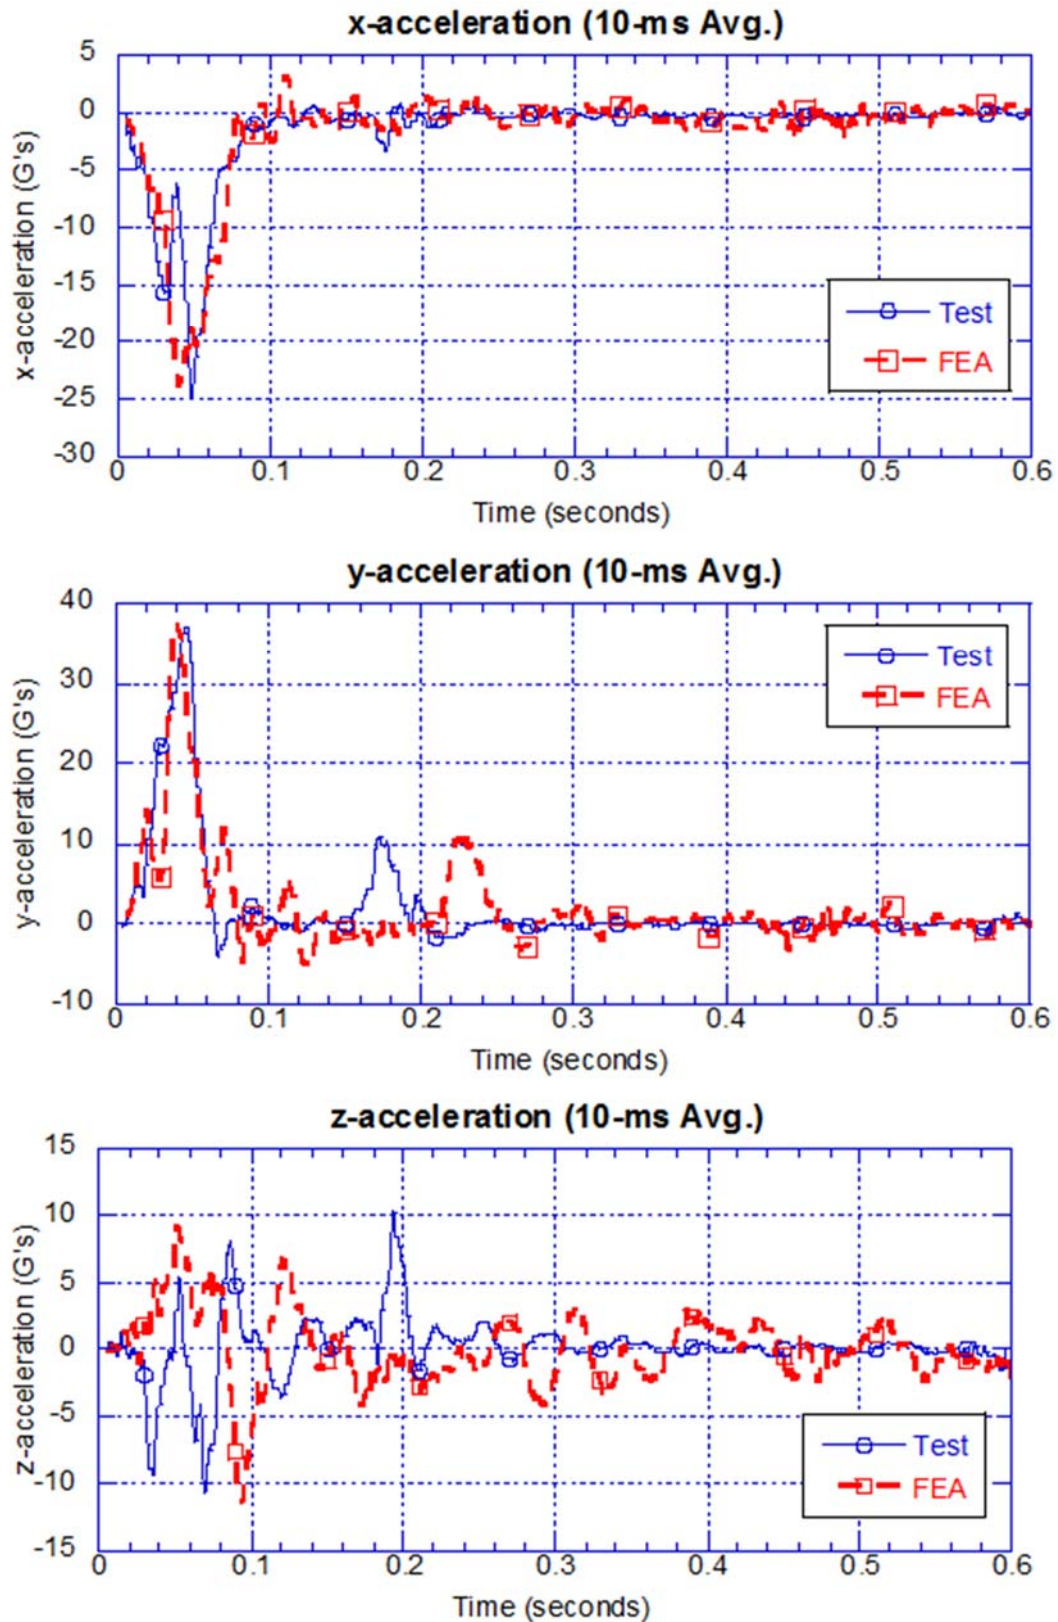 x-acceleration (10-ms Avg.)
5
0
-5
-10
-15
-20
-25
-30
x-acceleration (G's)
Test
FEA
0 0.1 0.2 0.3 0.4 0.5 0.6
Time (seconds)
y-acceleration (10-ms Avg.)
40
30
20
10
0
-10
y-acceleration (G's)
Test
FEA
0 0.1 0.2 0.3 0.4 0.5 0.6
Time (seconds)
z-acceleration (10-ms Avg.)
15
10
5
0
-5
-10
-15
z-acceleration (G's)
Test
FEA
0 0.1 0.2 0.3 0.4 0.5 0.6
Time (seconds)